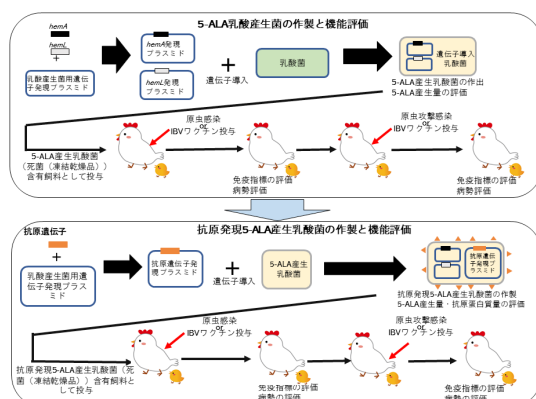 5-ALA乳酸産生菌の作製と機能評価
hemA
hemL
+
乳酸産生菌用遺伝
子発現プラスミド
hemA発現
プラスミド
hemL発現
プラスミド
+
遺伝子導入
乳酸菌
遺伝子導入
乳酸菌
5-ALA産生乳酸菌の作出
5-ALA産生量の評価
5-ALA産生乳酸菌
(死菌(凍結乾燥品))
含有飼料として投与
原虫感染
or
IBVワクチン投与
免疫指標の評価
病勢評価
原虫攻撃感染
or
IBVワクチン投与
免疫指標の評価
病勢評価
抗原発現5-ALA産生乳酸菌の作製と機能評価
抗原遺伝子
+
乳酸産生菌用遺
伝子発現プラス
ミド
抗原遺伝子発
現プラスミド
+
遺伝子導入
5-ALA産生
乳酸菌
抗原遺伝
子発現プ
ラスミド
抗原発現5-ALA産生乳酸菌の作製
5-ALA産生量・抗原蛋白質量の評価
抗原発現5-ALA産生乳酸菌(死
菌(凍結乾燥品))含有飼料とし
て投与
原虫感染
or
IBVワクチン投与
免疫指標の評価
病勢の評価
原虫攻撃感染
or
IBVワクチン投与
免疫指標の評価
病勢の評価